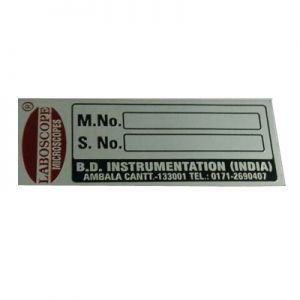 ®
LABOSCOPE
MICROSCOPES
M.No.
S. No.
B.D. INSTRUMENTATION (INDIA)
AMBALA CANTT.-133001 TEL.: 0171-2690407